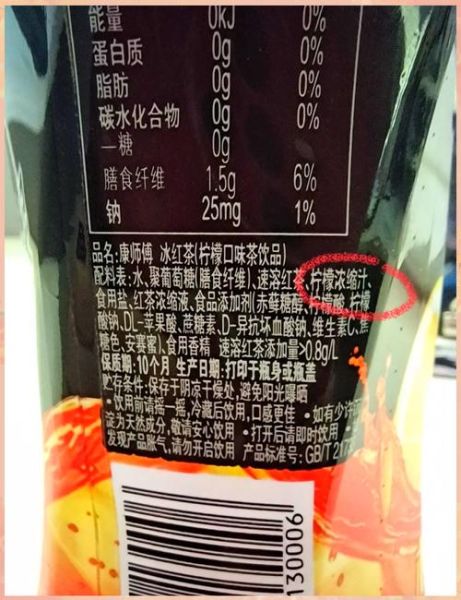 能量 0kJ 0%
蛋白质 0g 0%
脂肪 0g 0%
碳水化合物 0g 0%
—糖 0g
膳食纤维 1.5g 6%
钠 25mg 1%
品名:康师傅 冰红茶(柠檬口味茶饮品)
配料表:水、聚葡萄糖(膳食纤维)、速溶红茶、柠檬浓缩汁、
食用盐、红茶浓缩液、食品添加剂(赤藓糖醇、柠檬酸、柠檬
酸钠、DL-苹果酸、蔗糖素、D-异抗坏血酸钠、维生素C、焦
糖色、安赛蜜)、食用香精 速溶红茶添加量≥0.8g/L
保质期:10个月 生产日期:打印于瓶身或瓶盖
贮存条件:保存于阴凉干燥处,避免阳光曝晒
·饮用前请摇一摇,冷藏后饮用,口感更佳 ·如有少许沉
淀为天然成分,敬请安心饮用 ·打开后请即时饮用
发现产品胀气,请勿开启饮用 产品标准号:GB/T 217
130006